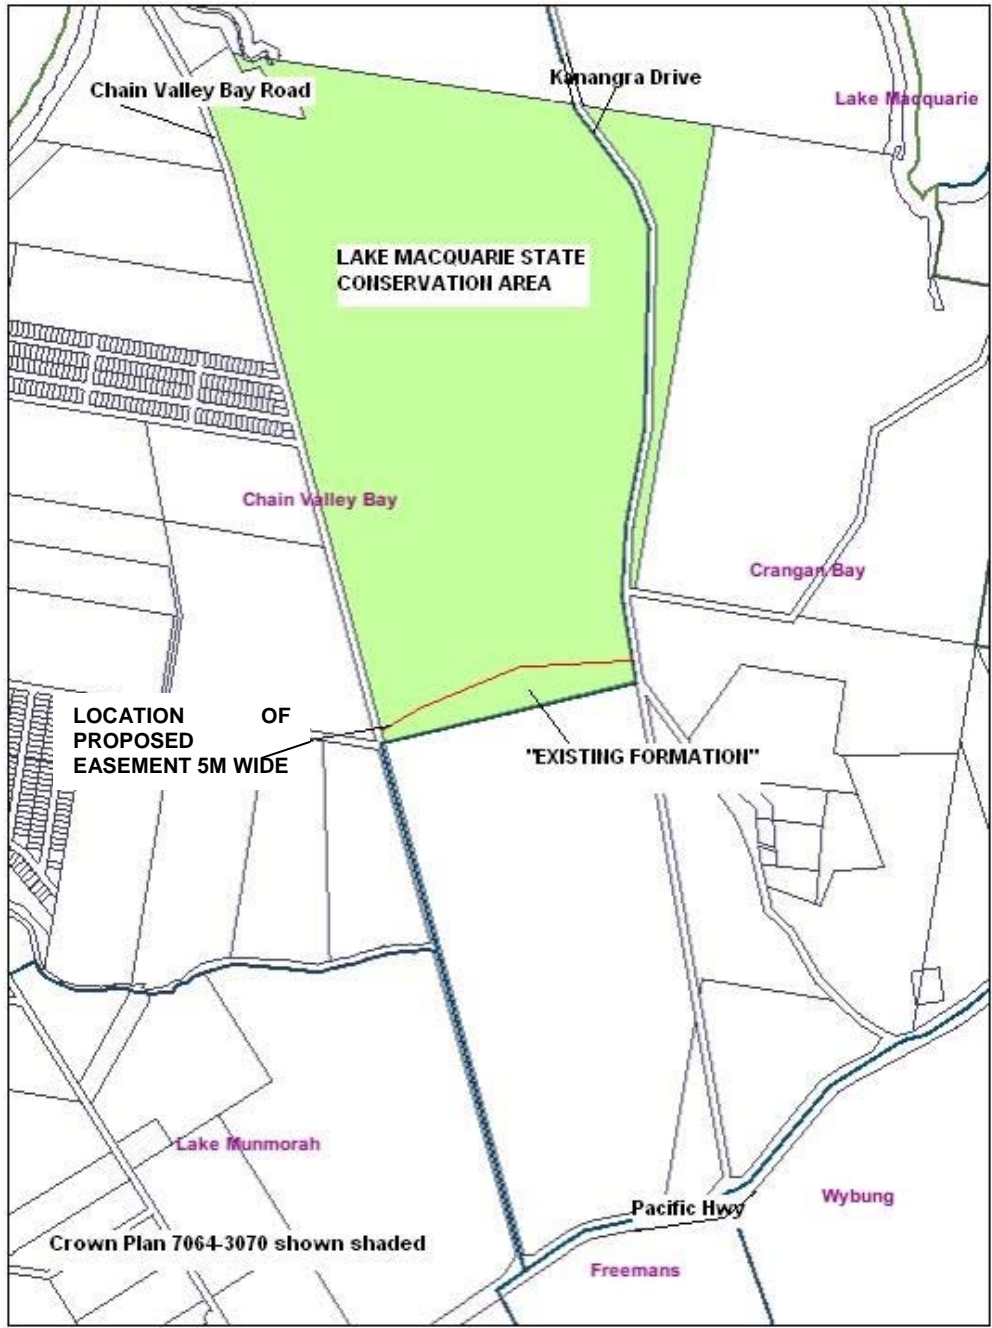 Kanangra Drive
Chain Valley Bay Road
Lake Macquarie
LAKE MACQUARIE STATE
CONSERVATION AREA
Chain Valley Bay
Crangan Bay
LOCATION OF
PROPOSED
EASEMENT 5M WIDE
"EXISTING FORMATION"
Lake Munmorah
Wybung
Pacific Hwy
Crown Plan 7064-3070 shown shaded
Freemans